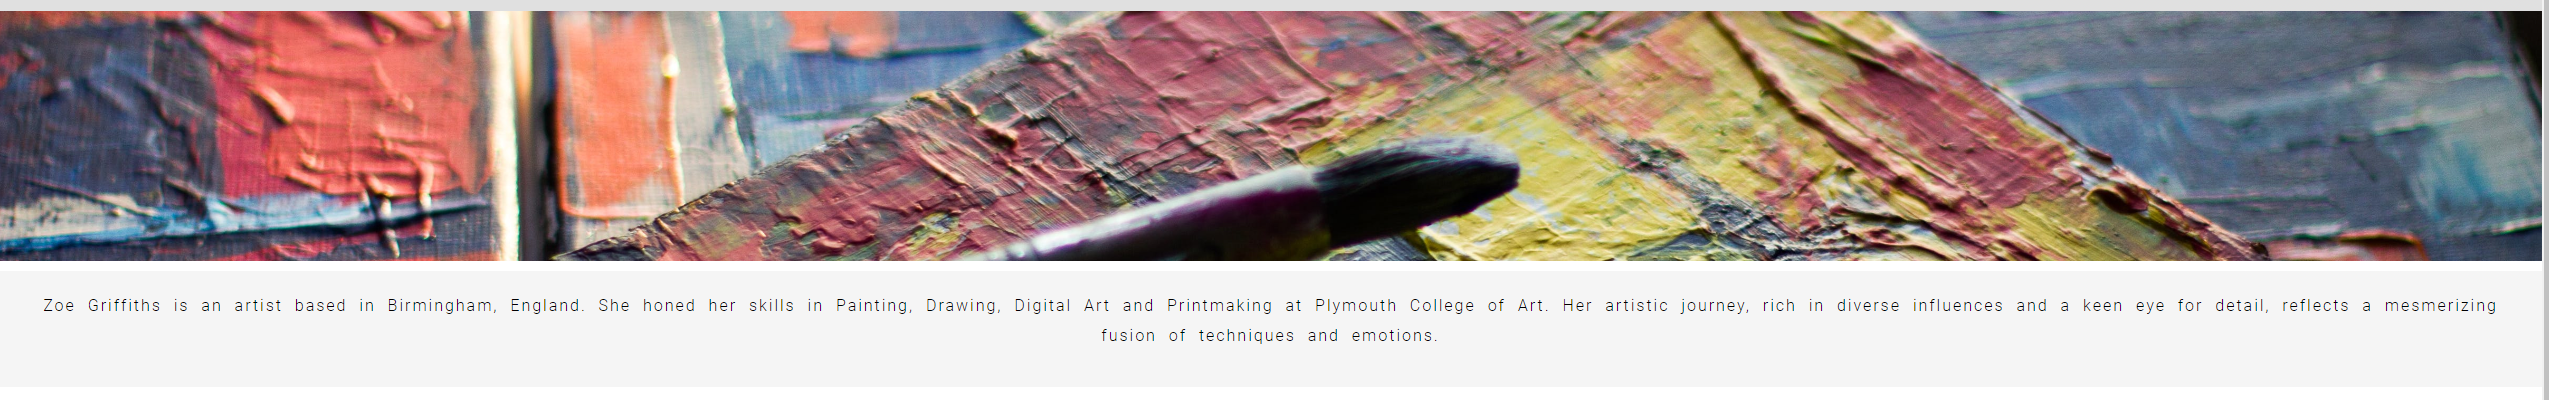 Zoe Griffiths is an artist based in Birmingham, England. She honed her skills in Painting, Drawing, Digital Art and Printmaking at Plymouth College of Art. Her artistic journey, rich in diverse influences and a keen eye for detail, reflects a mesmerizing
fusion of techniques and emotions.